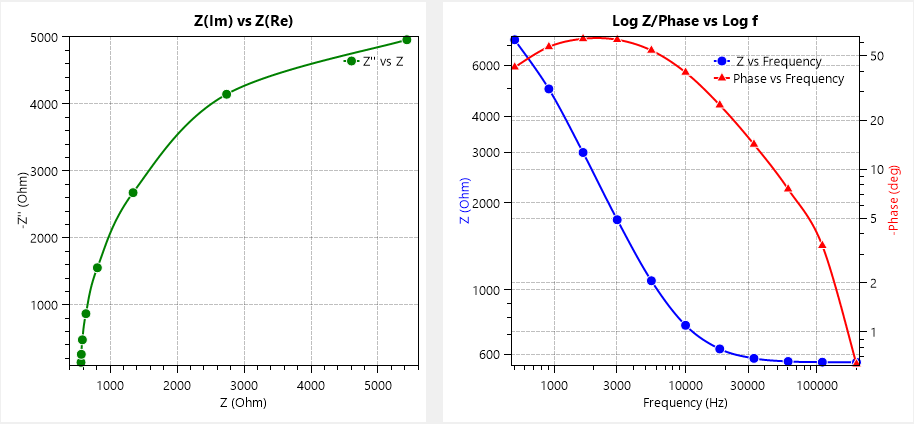 Z(Im) vs Z(Re)
5000
4000
3000
2000
1000
-Z'' (Ohm)
Z'' vs Z
1000
2000
3000
4000
5000
Z (Ohm)
Log Z/Phase vs Log f
6000
4000
3000
2000
1000
600
Z (Ohm)
Z vs Frequency
Phase vs Frequency
50
20
10
5
2
1
-Phase (deg)
1000
3000
10000
30000
100000
Frequency (Hz)